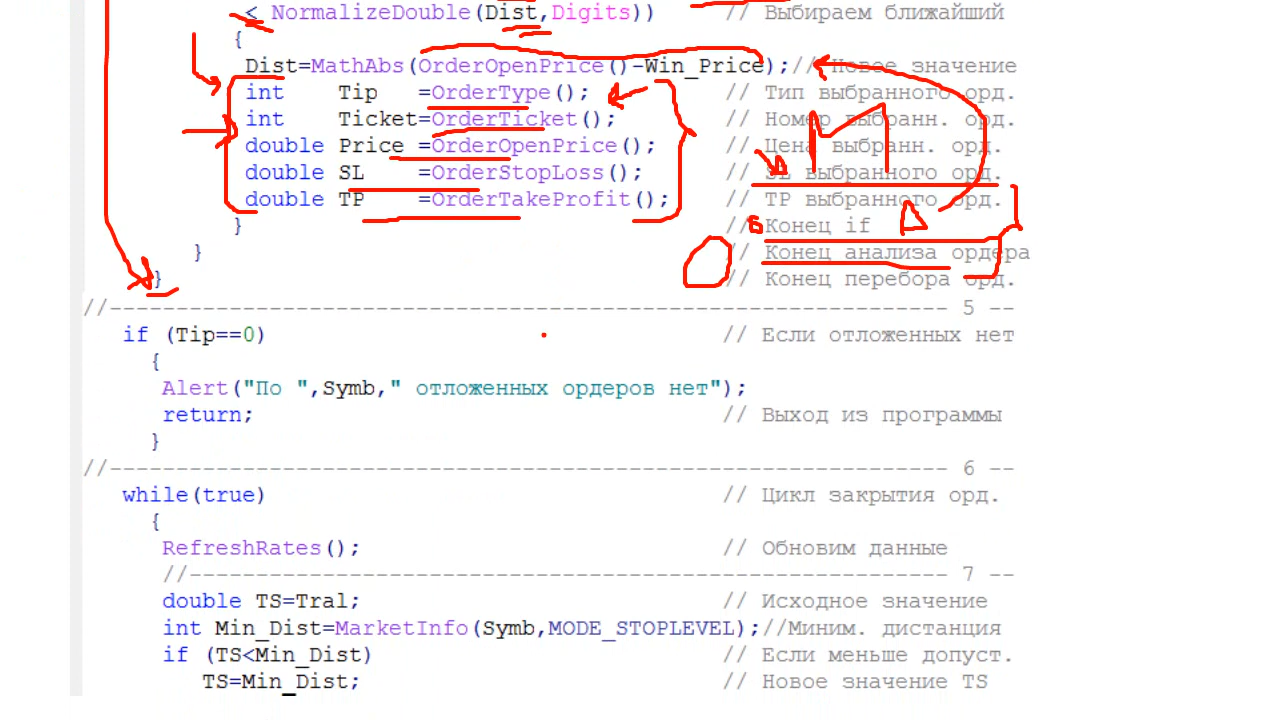 < NormalizeDouble(Dist,Digits)) // Выбираем ближайший
{
Dist=MathAbs(OrderOpenPrice()-Win_Price);// Новое значение
int Tip =OrderType(); // Тип выбранного орд.
int Ticket=OrderTicket(); // Номер выбранн. орд.
double Price =OrderOpenPrice(); // Цена выбранн. орд.
double SL =OrderStopLoss(); // SL выбранного орд.
double TP =OrderTakeProfit(); // TP выбранного орд.
} // Конец if
} // Конец анализа ордера
} // Конец перебора орд.
//--------------------------------------------------------------- 5 --
if (Tip==0) // Если отложенных нет
{
Alert("По ",Symb," отложенных ордеров нет");
return; // Выход из программы
}
//--------------------------------------------------------------- 6 --
while(true) // Цикл закрытия орд.
{
RefreshRates(); // Обновим данные
//--------------------------------------------------------- 7 --
double TS=Tral; // Исходное значение
int Min_Dist=MarketInfo(Symb,MODE_STOPLEVEL);//Миним. дистанция
if (TS<Min_Dist) // Если меньше допуст.
TS=Min_Dist; // Новое значение TS